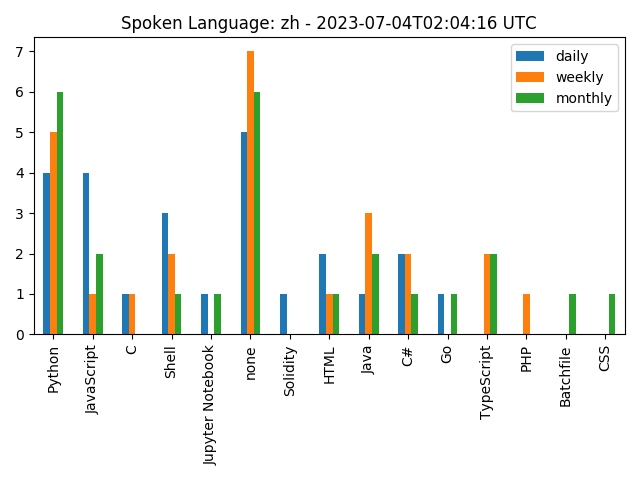 Spoken Language: zh - 2023-07-04T02:04:16 UTC
daily
weekly
monthly
7
6
5
4
3
2
1
0
Python
JavaScript
C
Shell
Jupyter Notebook
none
Solidity
HTML
Java
C#
Go
TypeScript
PHP
Batchfile
CSS